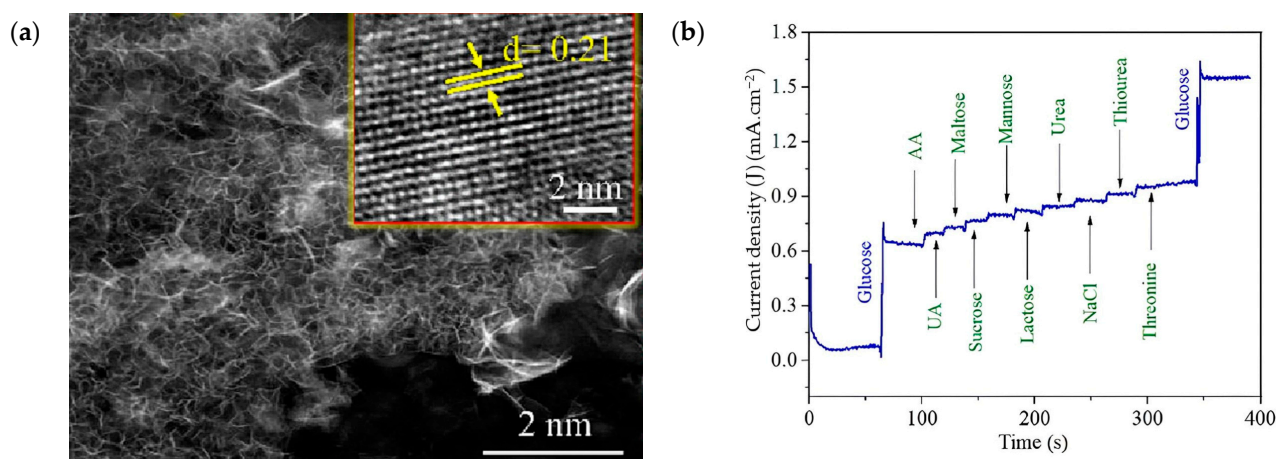 (a)
d= 0.21
2 nm
2 nm
(b)
Current density (J) (mA.cm⁻²)
1.8
1.5
1.2
0.9
0.6
0.3
0.0
Glucose
AA
UA
Maltose
Sucrose
Mannose
Lactose
Urea
NaCl
Thiourea
Threonine
Glucose
0
100
200
300
400
Time (s)